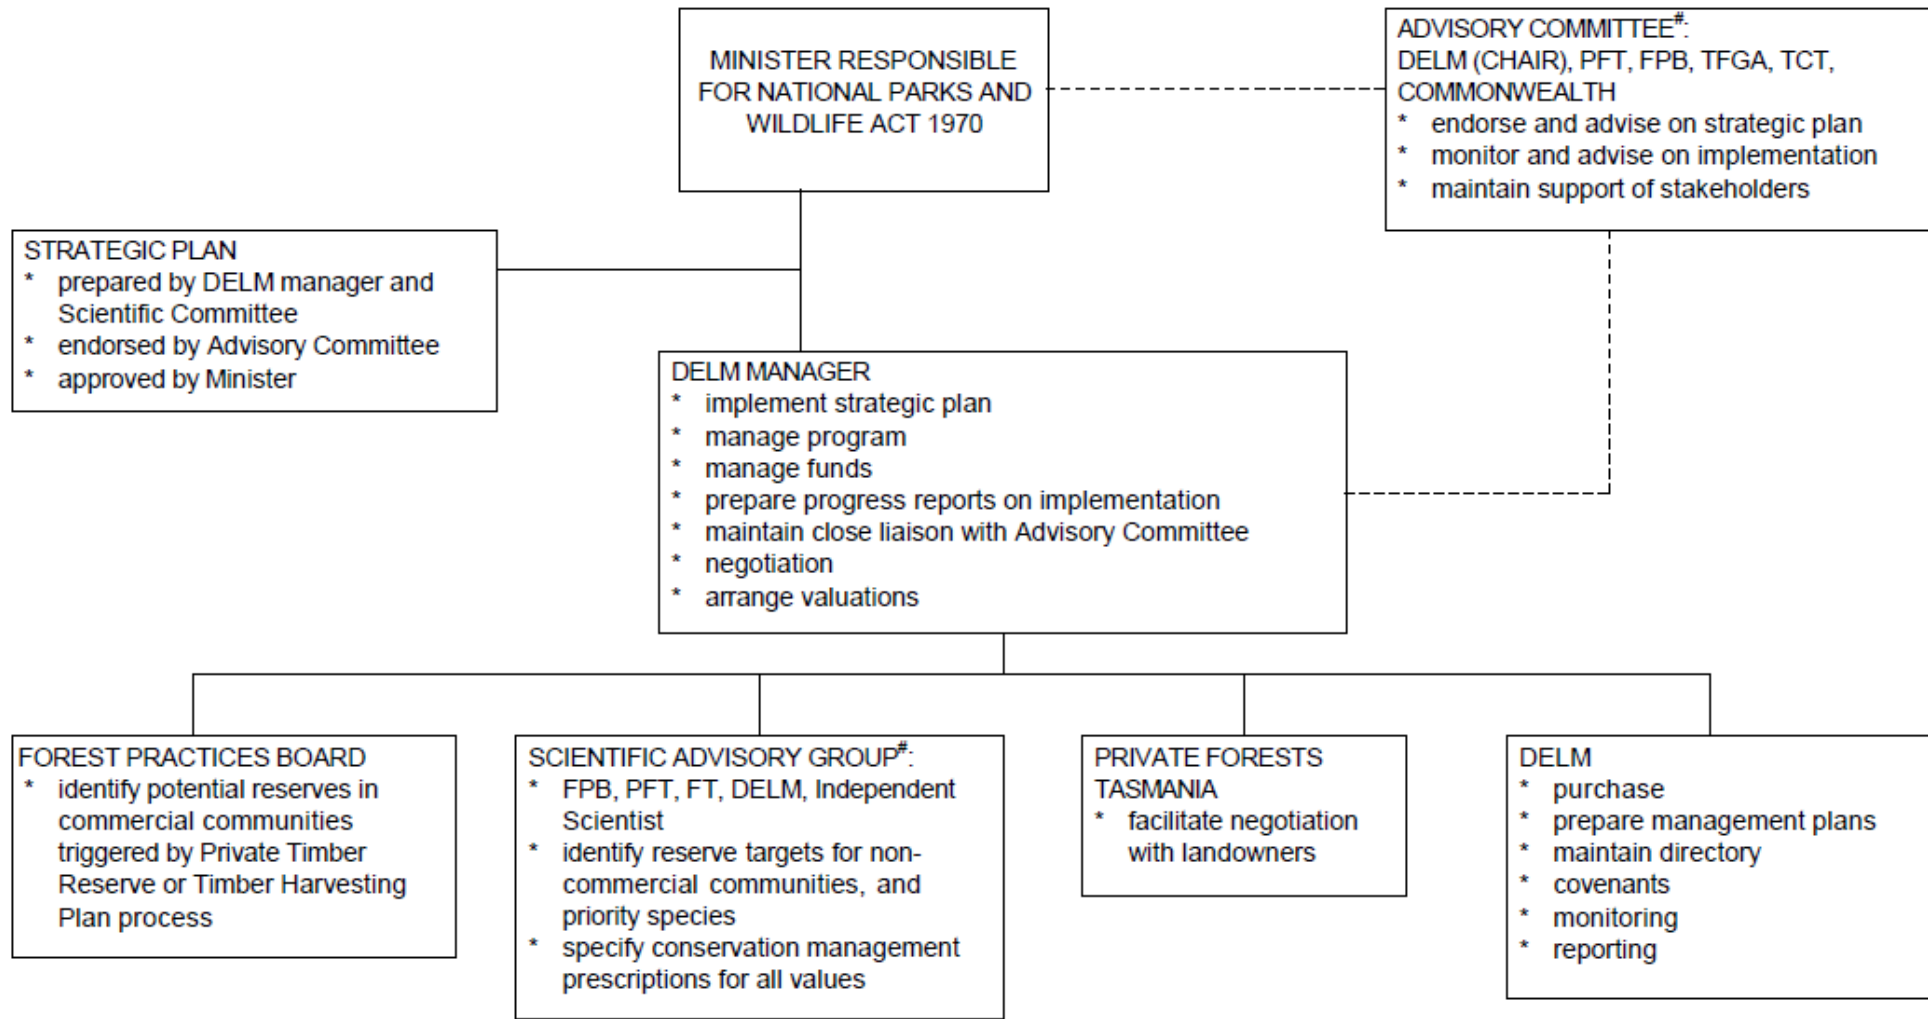 MINISTER RESPONSIBLE
FOR NATIONAL PARKS AND
WILDLIFE ACT 1970
ADVISORY COMMITTEE#:
DELM (CHAIR), PFT, FPB, TFGA, TCT,
COMMONWEALTH
* endorse and advise on strategic plan
* monitor and advise on implementation
* maintain support of stakeholders
STRATEGIC PLAN
* prepared by DELM manager and
Scientific Committee
* endorsed by Advisory Committee
* approved by Minister
DELM MANAGER
* implement strategic plan
* manage program
* manage funds
* prepare progress reports on implementation
* maintain close liaison with Advisory Committee
* negotiation
* arrange valuations
FOREST PRACTICES BOARD
* identify potential reserves in
commercial communities
triggered by Private Timber
Reserve or Timber Harvesting
Plan process
SCIENTIFIC ADVISORY GROUP#:
* FPB, PFT, FT, DELM, Independent
Scientist
* identify reserve targets for non-
commercial communities, and
priority species
* specify conservation management
prescriptions for all values
PRIVATE FORESTS
TASMANIA
* facilitate negotiation
with landowners
DELM
* purchase
* prepare management plans
* maintain directory
* covenants
* monitoring
* reporting